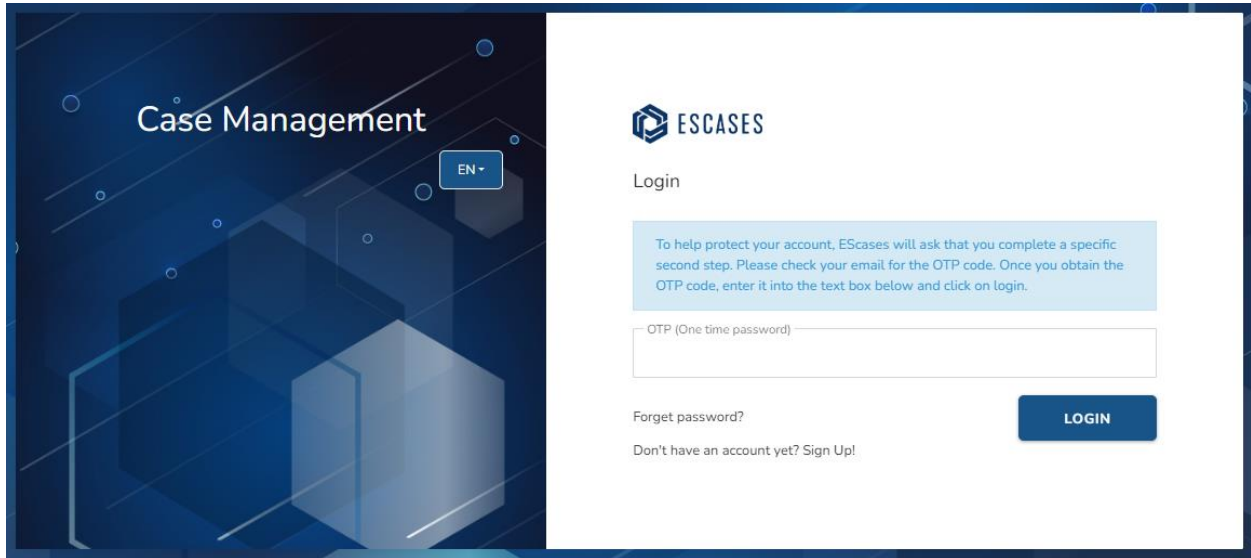 Case Management
EN
ESCASES
Login
To help protect your account, EScases will ask that you complete a specific
second step. Please check your email for the OTP code. Once you obtain the
OTP code, enter it into the text box below and click on login.
OTP (One time password)
Forget password?
LOGIN
Don't have an account yet? Sign Up!